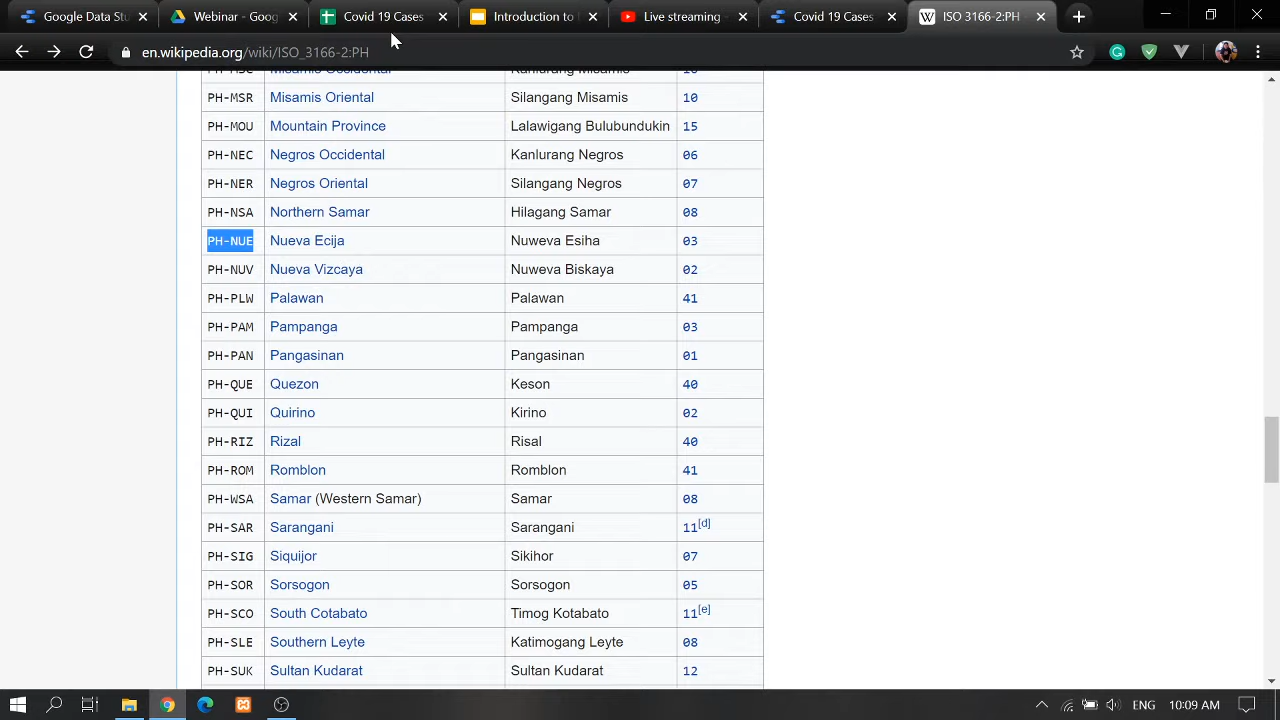 Google Data Stu
Webinar - Goog
Covid 19 Cases
Introduction to
Live streaming
Covid 19 Cases
ISO 3166-2:PH -
en.wikipedia.org/wiki/ISO_3166-2:PH
PH-MSC Misamis Occidental Kanlurang Misamis 10
PH-MSR Misamis Oriental Silangang Misamis 10
PH-MOU Mountain Province Lalawigang Bulubundukin 15
PH-NEC Negros Occidental Kanlurang Negros 06
PH-NER Negros Oriental Silangang Negros 07
PH-NSA Northern Samar Hilagang Samar 08
PH-NUE Nueva Ecija Nuweva Esiha 03
PH-NUV Nueva Vizcaya Nuweva Biskaya 02
PH-PLW Palawan Palawan 41
PH-PAM Pampanga Pampanga 03
PH-PAN Pangasinan Pangasinan 01
PH-QUE Quezon Keson 40
PH-QUI Quirino Kirino 02
PH-RIZ Rizal Risal 40
PH-ROM Romblon Romblon 41
PH-WSA Samar (Western Samar) Samar 08
PH-SAR Sarangani Sarangani 11[d]
PH-SIG Siquijor Sikihor 07
PH-SOR Sorsogon Sorsogon 05
PH-SCO South Cotabato Timog Kotabato 11[e]
PH-SLE Southern Leyte Katimogang Leyte 08
PH-SUK Sultan Kudarat Sultan Kudarat 12
ENG 10:09 AM